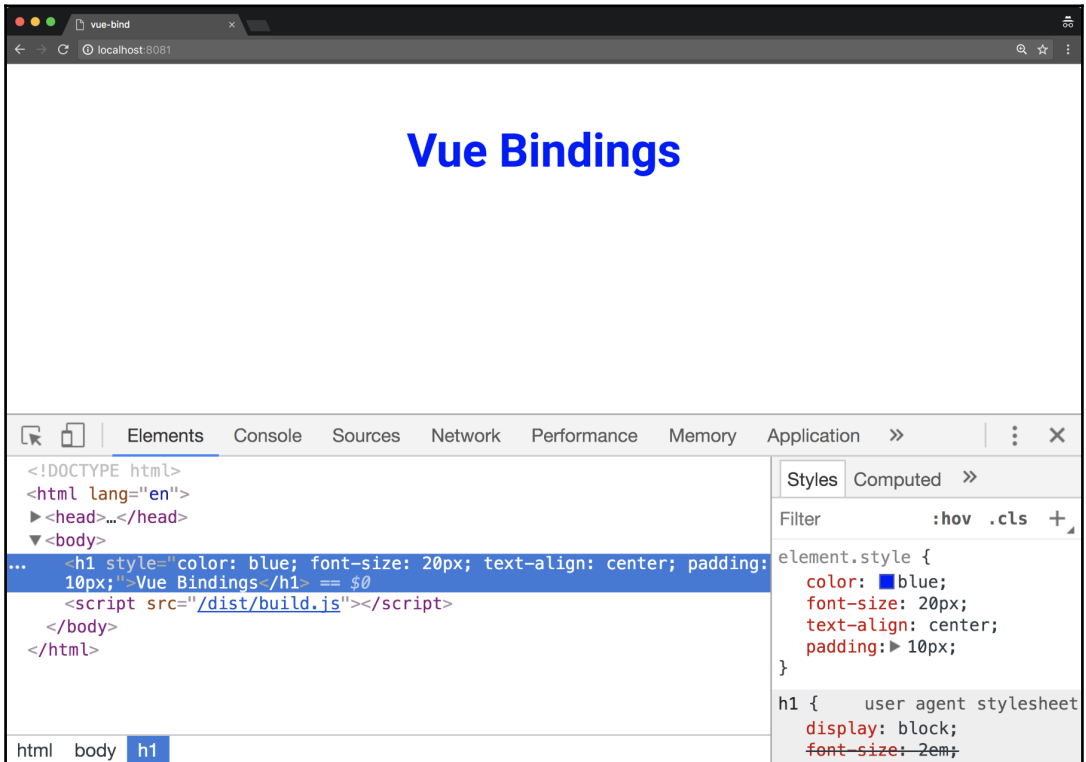 vue-bind ×
localhost:8081
Vue Bindings
Elements Console Sources Network Performance Memory Application »
<!DOCTYPE html>
<html lang="en">
▶<head>…</head>
▼<body>
... <h1 style="color: blue; font-size: 20px; text-align: center; padding:
10px;">Vue Bindings</h1> == $0
<script src="/dist/build.js"></script>
</body>
</html>
html body h1
Styles Computed »
Filter :hov .cls +
element.style {
color: blue;
font-size: 20px;
text-align: center;
padding:▶ 10px;
}
h1 { user agent stylesheet
display: block;
font-size: 2em;